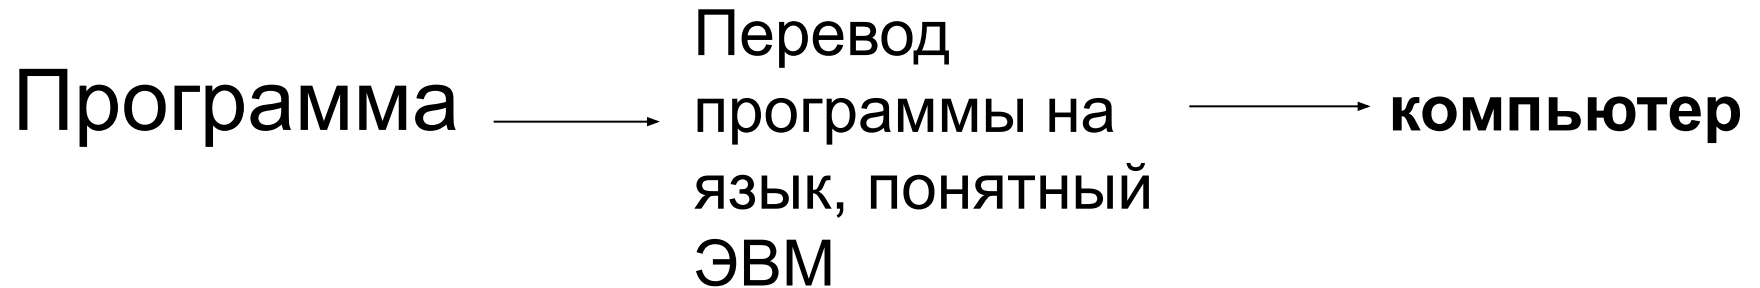 Программа
Перевод
программы на
язык, понятный
ЭВМ
компьютер